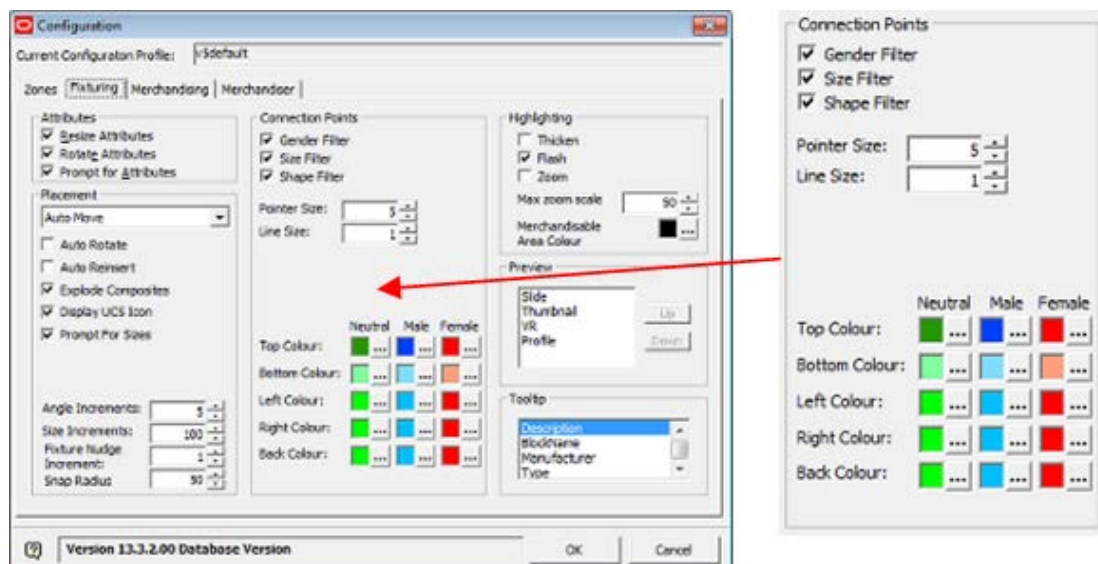 Configuration
Current Configuraton Profile: v5default
Zones Fixturing Merchandising Merchandiser
Attributes
Resize Attributes
Rotate Attributes
Prompt for Attributes
Placement
Auto Move
Auto Rotate
Auto Reinsert
Explode Composites
Display UCS Icon
Prompt For Sizes
Angle Increments: 5
Size Increments: 100
Fixture Nudge
Increment: 1
Snap Radius 50
Connection Points
Gender Filter
Size Filter
Shape Filter
Pointer Size: 5
Line Size: 1
Neutral Male Female
Top Colour: ... ... ...
Bottom Colour: ... ... ...
Left Colour: ... ... ...
Right Colour: ... ... ...
Back Colour: ... ... ...
Highlighting
Thicken
Flash
Zoom
Max zoom scale 50
Merchandisable
Area Colour ...
Preview
Side
Thumbnail
VR
Profile
Up
Down
Tooltip
Description
BlockName
Manufacturer
Type
Version 13.3.2.00 Database Version
OK Cancel
Connection Points
Gender Filter
Size Filter
Shape Filter
Pointer Size: 5
Line Size: 1
Neutral Male Female
Top Colour: ... ... ...
Bottom Colour: ... ... ...
Left Colour: ... ... ...
Right Colour: ... ... ...
Back Colour: ... ... ...